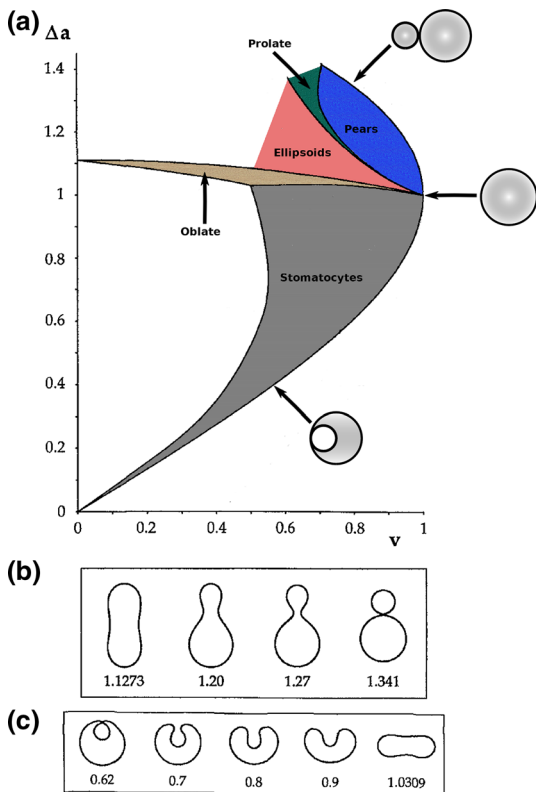 (a) Δa
1.4
1.2
1
0.8
0.6
0.4
0.2
0
Prolate
Pears
Ellipsoids
Oblate
Stomatocytes
0 0.2 0.4 0.6 0.8 1
v
(b)
1.1273 1.20 1.27 1.341
(c)
0.62 0.7 0.8 0.9 1.0309